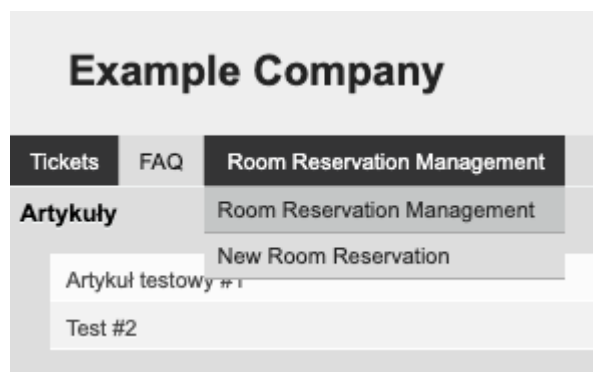 Example Company
Tickets FAQ Room Reservation Management
Artykuły Room Reservation Management
New Room Reservation
Artykuł testowy #1
Test #2